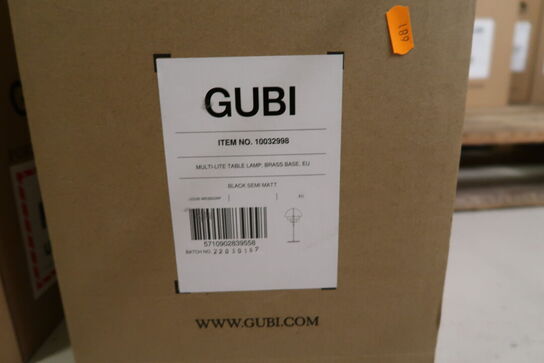 681
GUBI
ITEM NO. 10032998
MULTI-LITE TABLE LAMP, BRASS BASE, EU
BLACK SEMI MATT
5710902839558
BATCH NO.
WWW.GUBI.COM